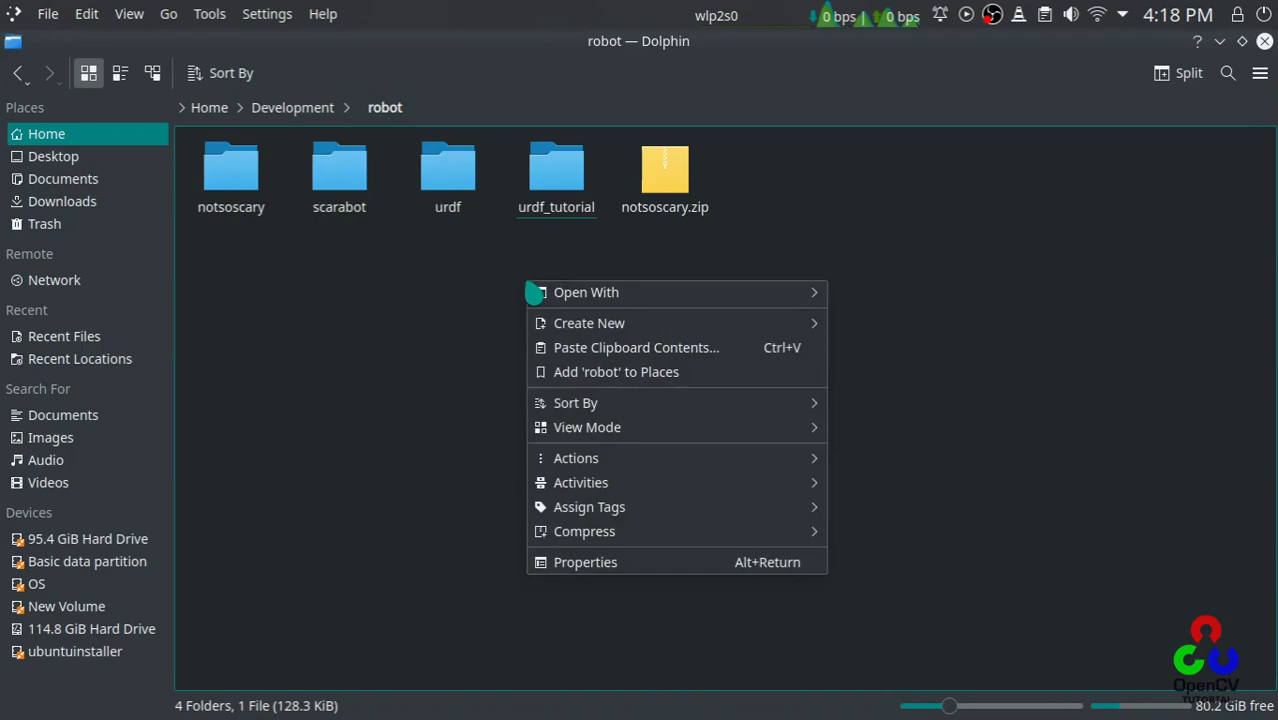 File Edit View Go Tools Settings Help wlp2s0 0 bps 0 bps 4:18 PM
robot — Dolphin
Sort By Split
Places
Home Development robot
Home
Desktop
Documents
Downloads
Trash
Remote
Network
Recent
Recent Files
Recent Locations
Search For
Documents
Images
Audio
Videos
Devices
95.4 GiB Hard Drive
Basic data partition
OS
New Volume
114.8 GiB Hard Drive
ubuntuinstaller
notsoscary scarabot urdf urdf_tutorial notsoscary.zip
Open With
Create New
Paste Clipboard Contents... Ctrl+V
Add 'robot' to Places
Sort By
View Mode
Actions
Activities
Assign Tags
Compress
Properties Alt+Return
OpenCV
TUTORIAL
4 Folders, 1 File (128.3 KiB) 80.2 GiB free